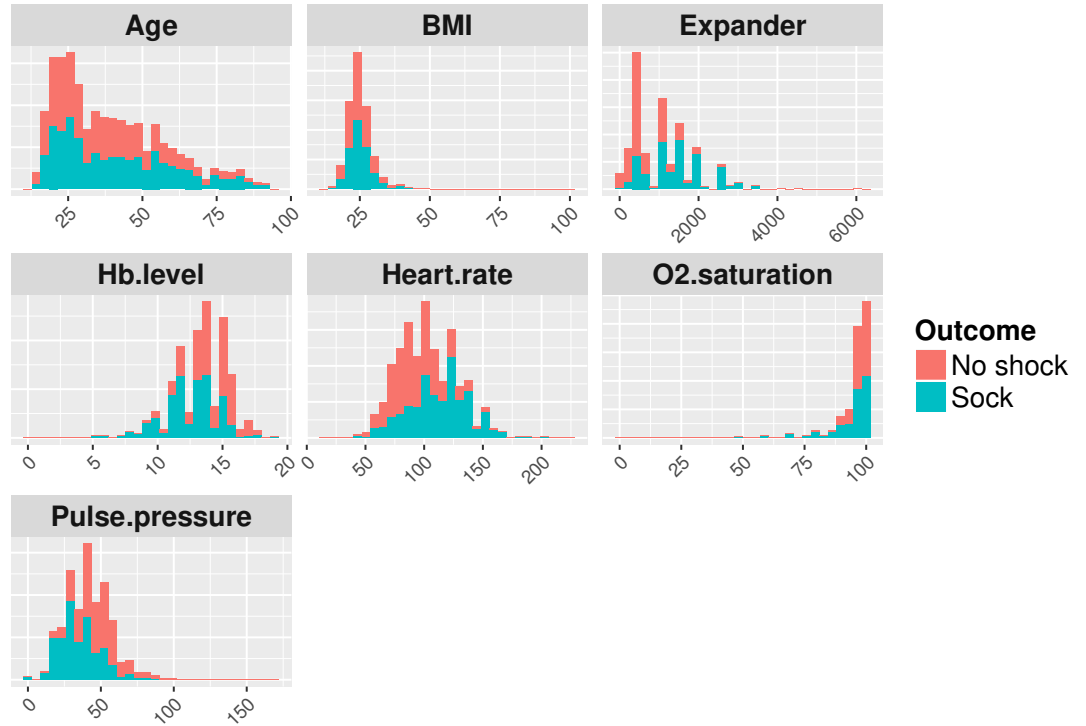 Age BMI Expander
25 50 75 100 25 50 75 100 0 2000 4000 6000
Hb.level Heart.rate O2.saturation
0 5 10 15 20 0 50 100 150 200 0 25 50 75 100
Outcome
No shock
Sock
Pulse.pressure
0 50 100 150